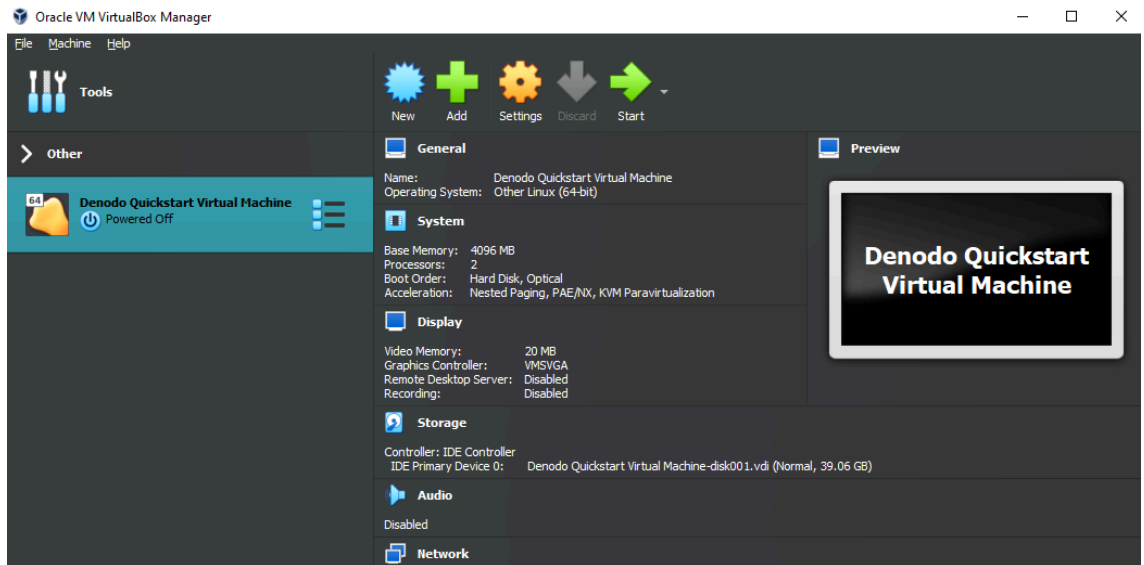 Oracle VM VirtualBox Manager
File Machine Help
Tools
New Add Settings Discard Start
Other
64
Denodo Quickstart Virtual Machine
Powered Off
General
Name: Denodo Quickstart Virtual Machine
Operating System: Other Linux (64-bit)
System
Base Memory: 4096 MB
Processors: 2
Boot Order: Hard Disk, Optical
Acceleration: Nested Paging, PAE/NX, KVM Paravirtualization
Display
Video Memory: 20 MB
Graphics Controller: VMSVGA
Remote Desktop Server: Disabled
Recording: Disabled
Storage
Controller: IDE Controller
IDE Primary Device 0: Denodo Quickstart Virtual Machine-disk001.vdi (Normal, 39.06 GB)
Audio
Disabled
Network
Preview
Denodo Quickstart
Virtual Machine